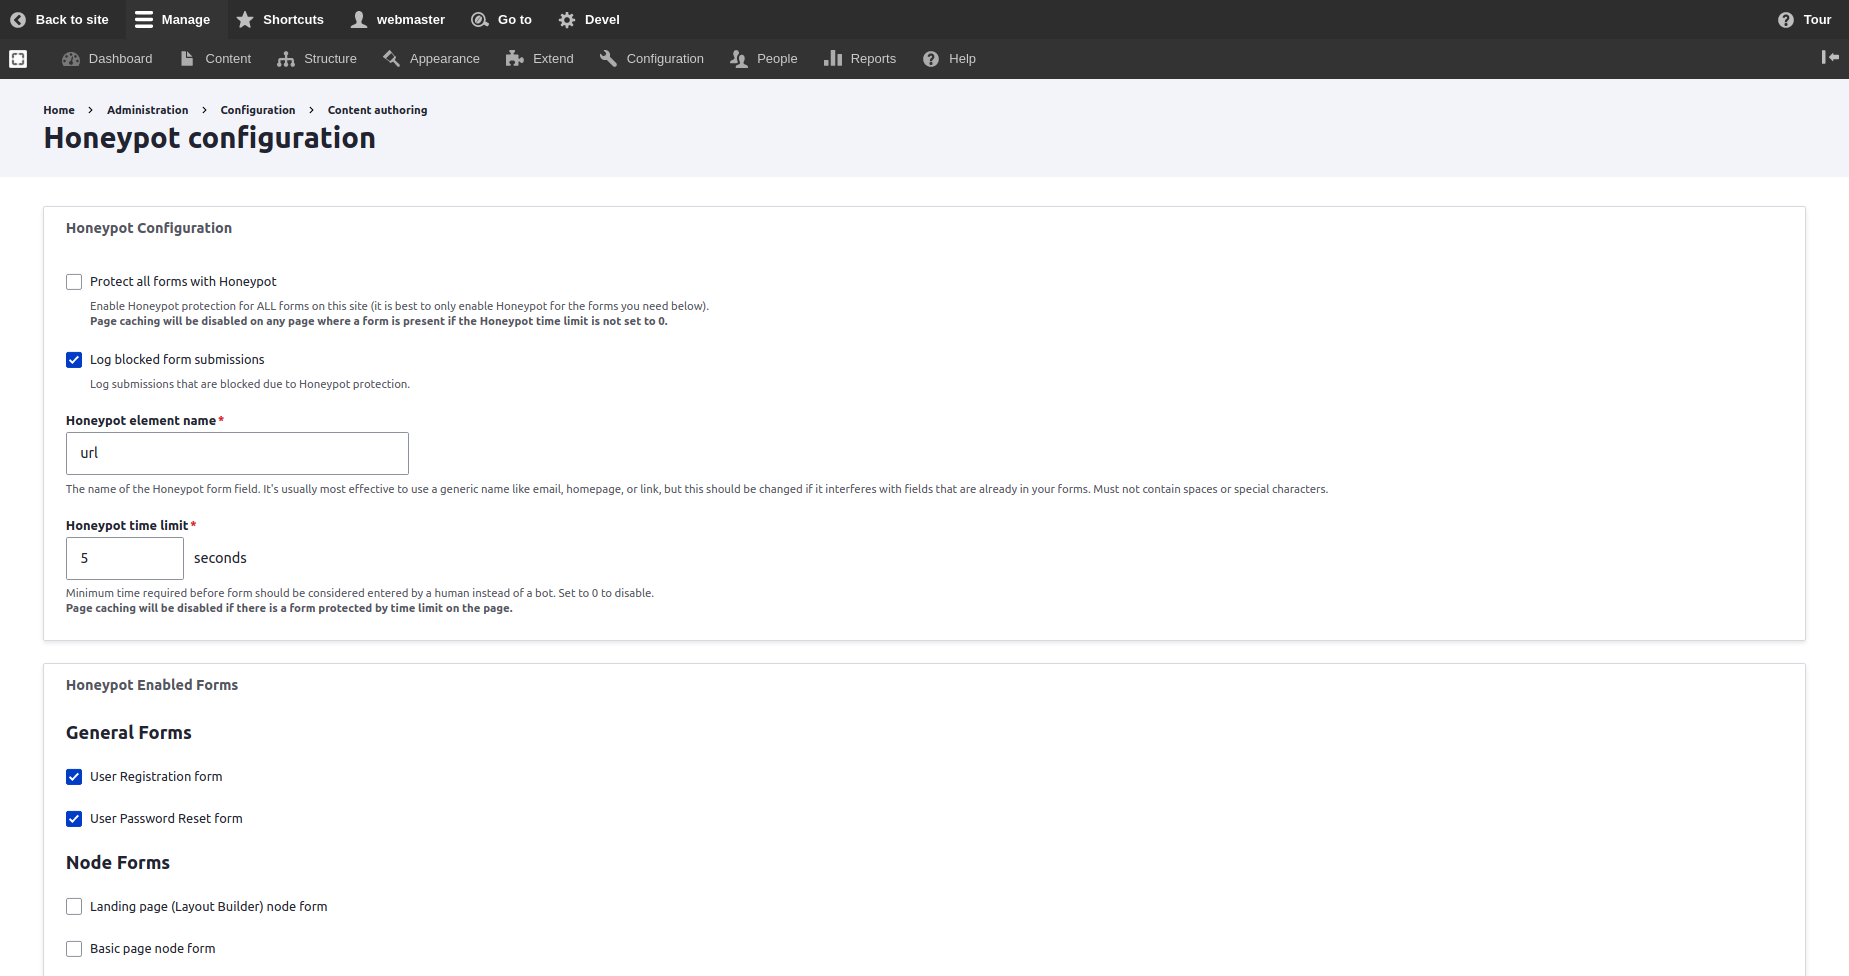 Back to site Manage Shortcuts webmaster Go to Devel Tour
Dashboard Content Structure Appearance Extend Configuration People Reports Help
Home > Administration > Configuration > Content authoring
Honeypot configuration
Honeypot Configuration
Protect all forms with Honeypot
Enable Honeypot protection for ALL forms on this site (it is best to only enable Honeypot for the forms you need below).
Page caching will be disabled on any page where a form is present if the Honeypot time limit is not set to 0.
Log blocked form submissions
Log submissions that are blocked due to Honeypot protection.
Honeypot element name*
url
The name of the Honeypot form field. It's usually most effective to use a generic name like email, homepage, or link, but this should be changed if it interferes with fields that are already in your forms. Must not contain spaces or special characters.
Honeypot time limit*
5 seconds
Minimum time required before form should be considered entered by a human instead of a bot. Set to 0 to disable.
Page caching will be disabled if there is a form protected by time limit on the page.
Honeypot Enabled Forms
General Forms
User Registration form
User Password Reset form
Node Forms
Landing page (Layout Builder) node form
Basic page node form